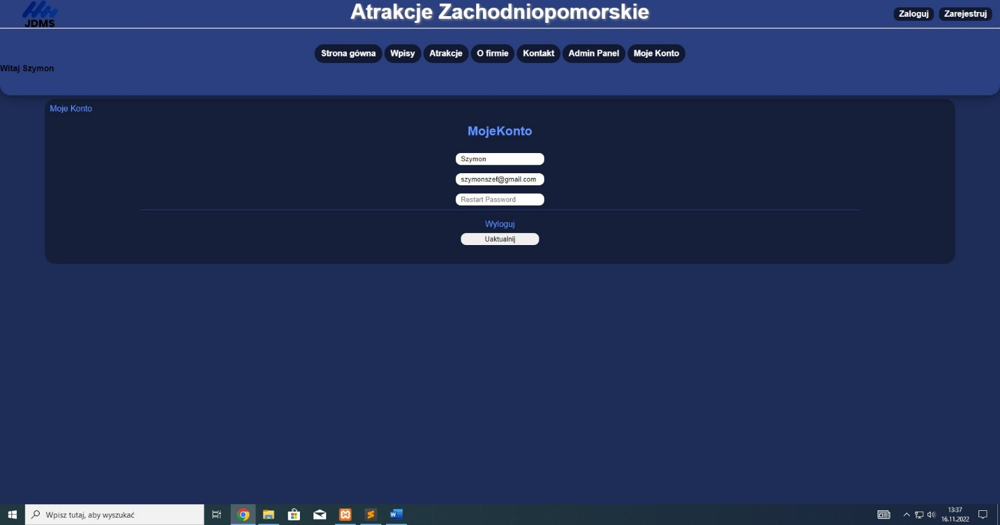 JDMS
Atrakcje Zachodniopomorskie
Zaloguj Zarejestruj
Strona gówna Wpisy Atrakcje O firmie Kontakt Admin Panel Moje Konto
Witaj Szymon
Moje Konto
MojeKonto
Szymon
szymonszef@gmail.com
Restart Password
Wyloguj
Uaktualnij
Wpisz tutaj, aby wyszukać
13:37
16.11.2022